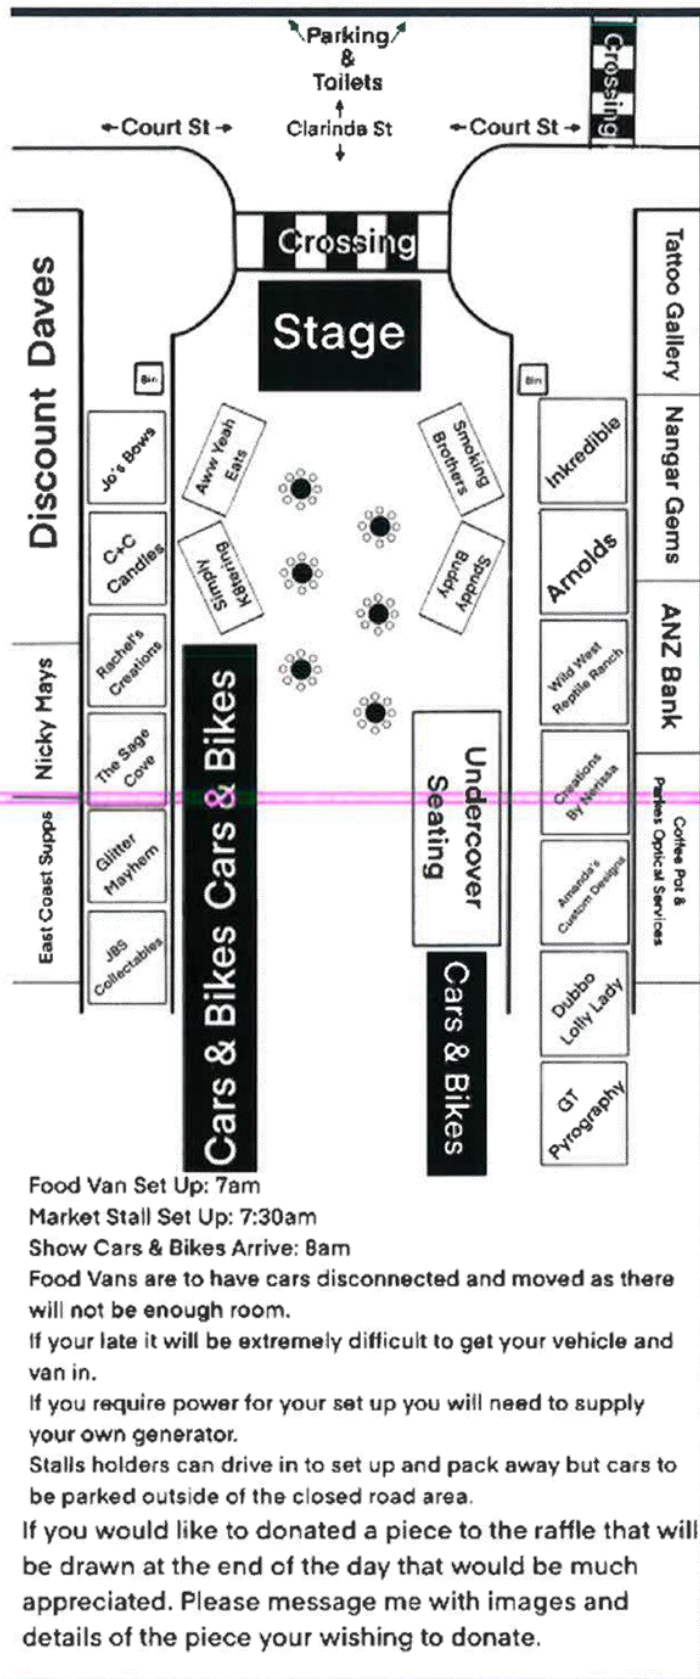 Parking
&
Toilets
Crossing
Court St
Clarinda St
Court St
Crossing
Stage
Discount Daves
Nicky Mays
East Coast Supps
Bin
Jo's Bows
C+C
Candles
Rachel's
Creations
The Sage
Cove
Glitter
Mayhem
JBS
Collectables
Aww Yeah
Eats
Simply
K8tering
Cars & Bikes Cars & Bikes
Smoking
Brothers
Spuddy
Buddy
Undercover
Seating
Cars & Bikes
Bin
Inkredible
Arnolds
Wild West
Reptile Ranch
Creations
By Nerissa
Amanda's
Custom Designs
Dubbo
Lolly Lady
GT
Pyrography
Tattoo Gallery
Nangar Gems
ANZ Bank
Coffee Pot &
Parkes Optical Services
Food Van Set Up: 7am
Market Stall Set Up: 7:30am
Show Cars & Bikes Arrive: 8am
Food Vans are to have cars disconnected and moved as there
will not be enough room.
If your late it will be extremely difficult to get your vehicle and
van in.
If you require power for your set up you will need to supply
your own generator.
Stalls holders can drive in to set up and pack away but cars to
be parked outside of the closed road area.
If you would like to donated a piece to the raffle that will
be drawn at the end of the day that would be much
appreciated. Please message me with images and
details of the piece your wishing to donate.